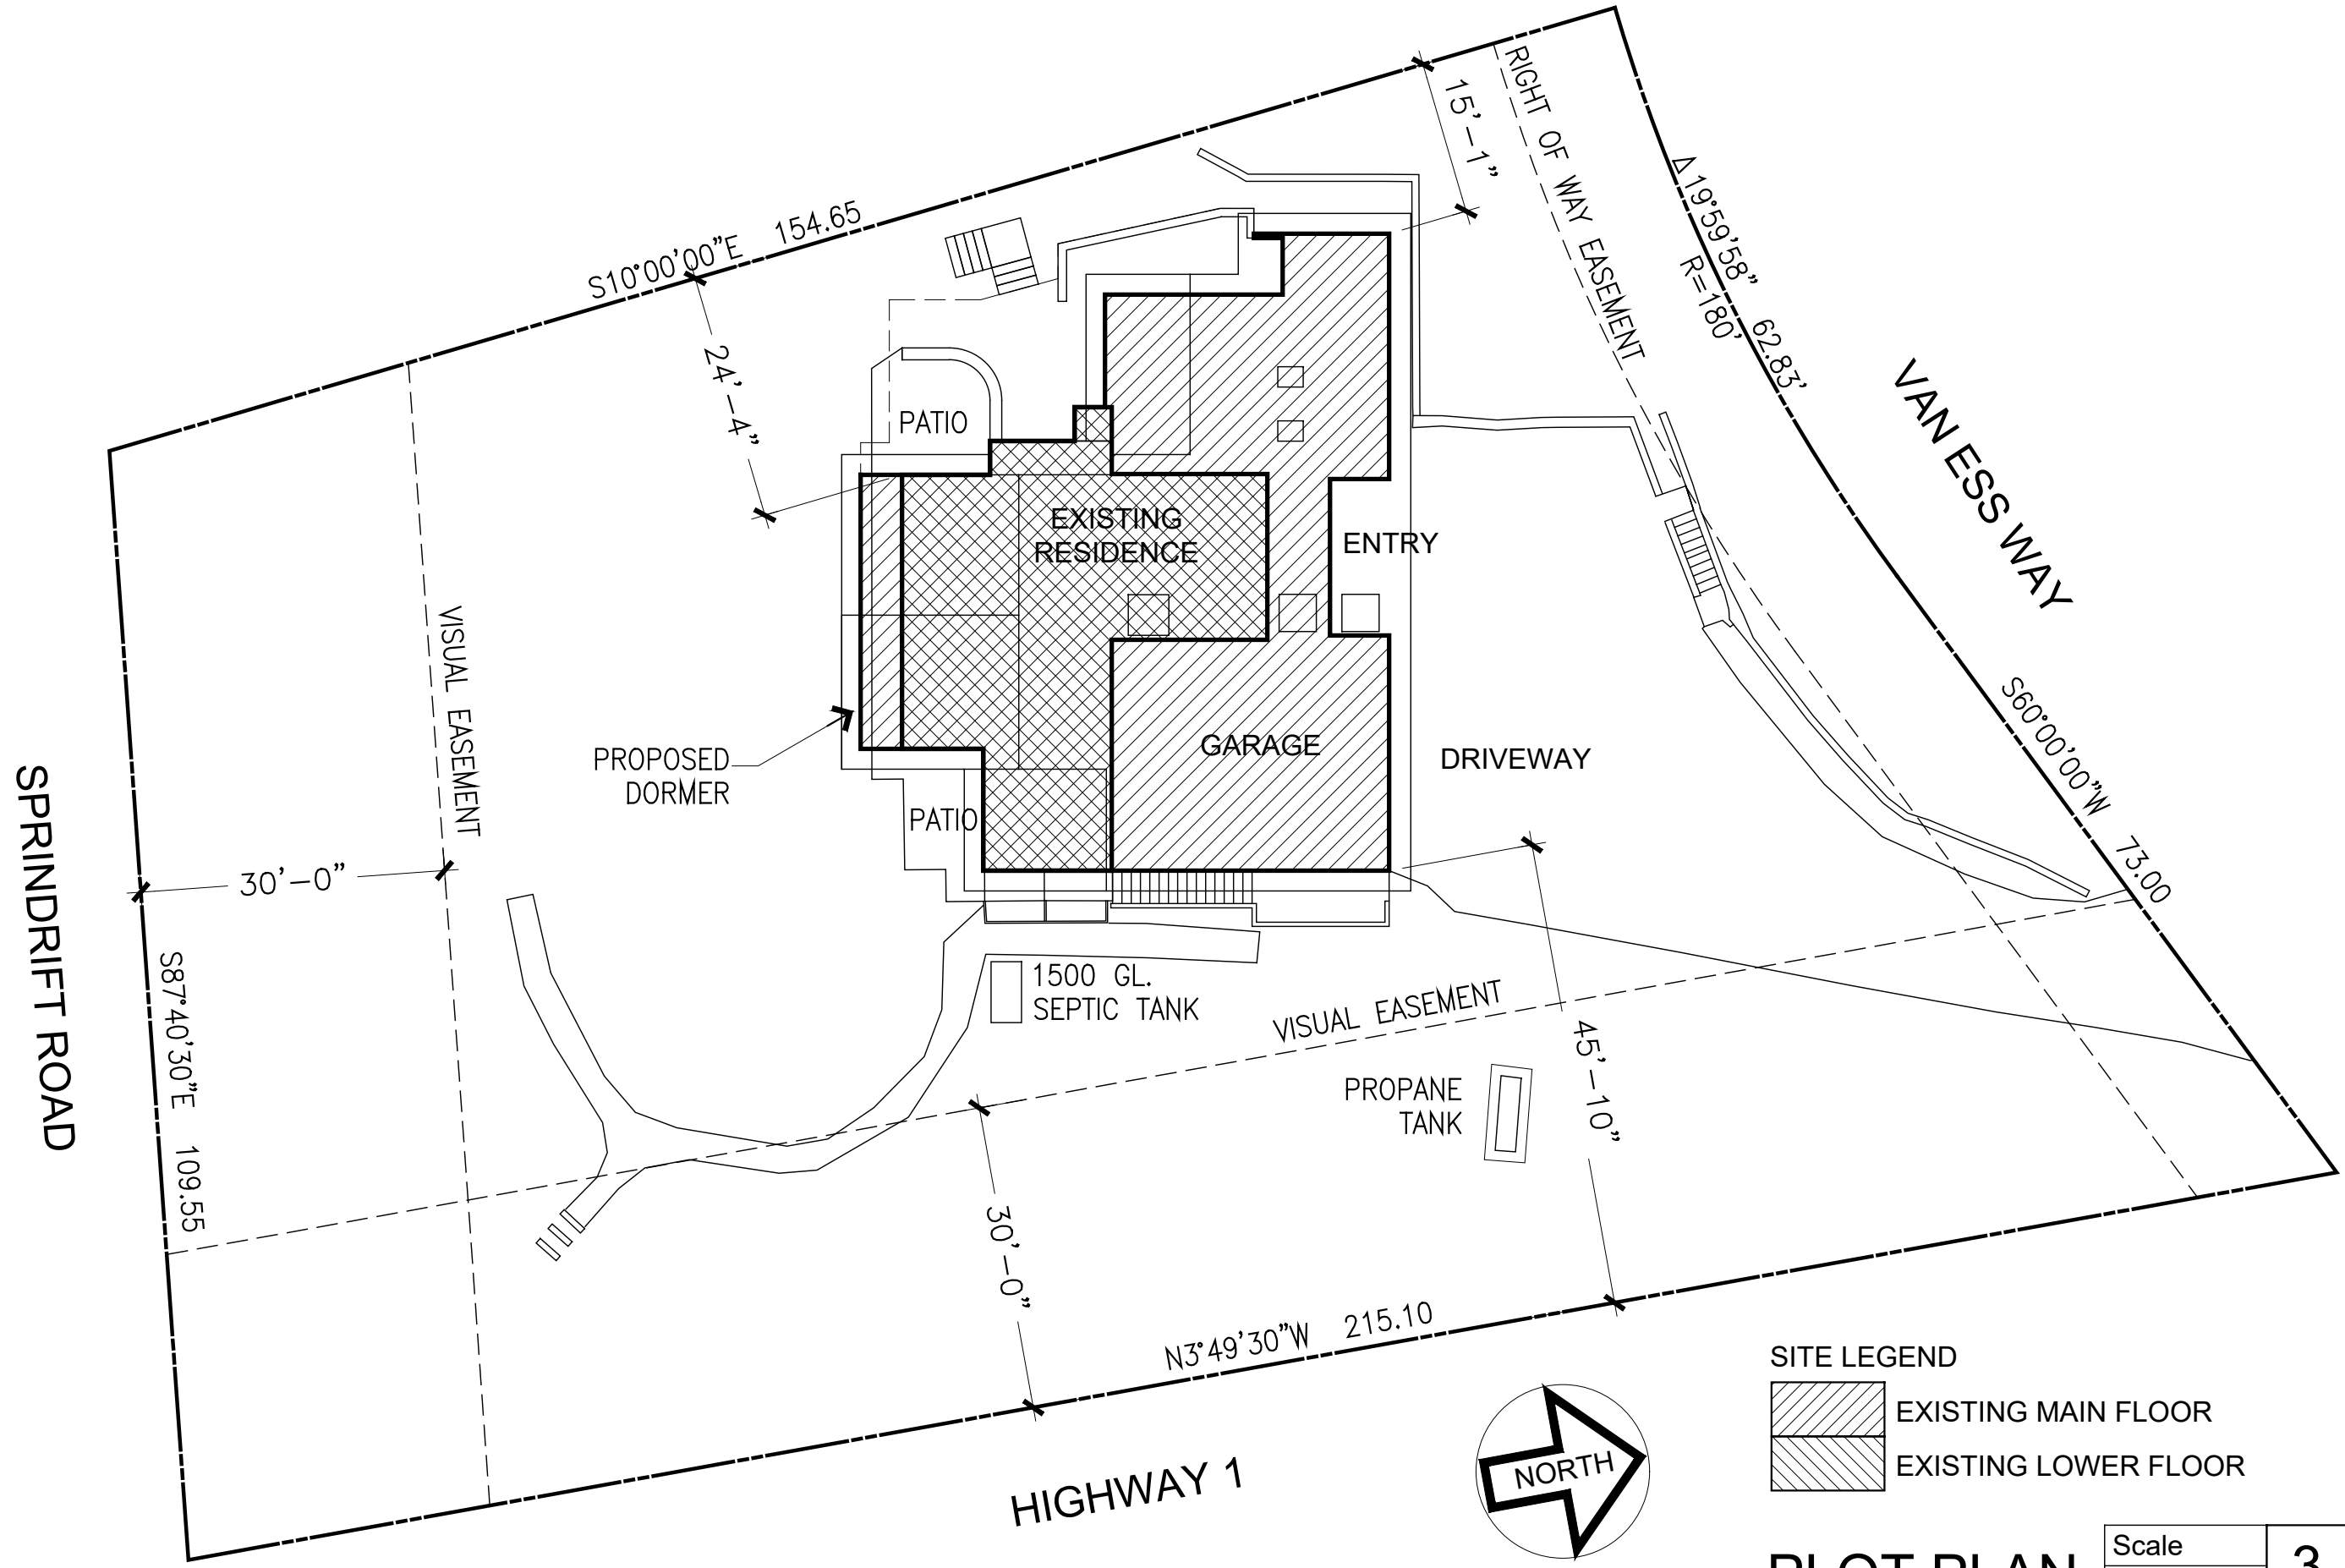 S10°00'00"E 154.65
15'-1"
RIGHT OF WAY EASEMENT
Δ 19°59'58" 62.83'
R=180'
VAN ESS WAY
24'-4"
PATIO
EXISTING
RESIDENCE
ENTRY
VISUAL EASEMENT
PROPOSED
DORMER
GARAGE
DRIVEWAY
S60°00'00"W 73.00
PATIO
SPRINDRIFT ROAD
30'-0"
S87°40'30"E 109.55
1500 GL.
SEPTIC TANK
VISUAL EASEMENT
45'-10"
PROPANE
TANK
30'-0"
N3°49'30"W 215.10
HIGHWAY 1
NORTH
SITE LEGEND
EXISTING MAIN FLOOR
EXISTING LOWER FLOOR
PLOT PLAN
Scale
3